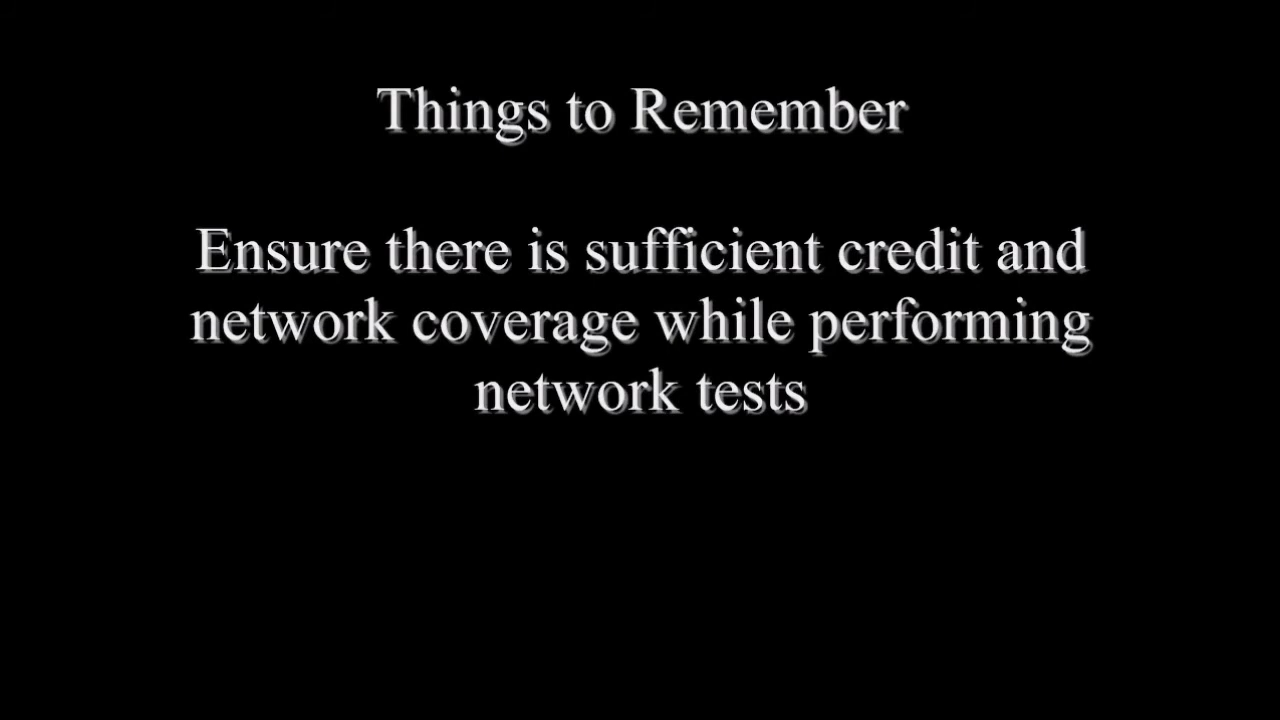 Things to Remember
Ensure there is sufficient credit and
network coverage while performing
network tests